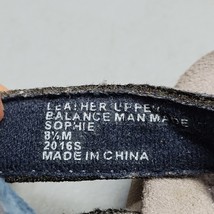 LEATHER UPPER
BALANCE MAN MADE
SOPHIE
8½M
2016S
MADE IN CHINA